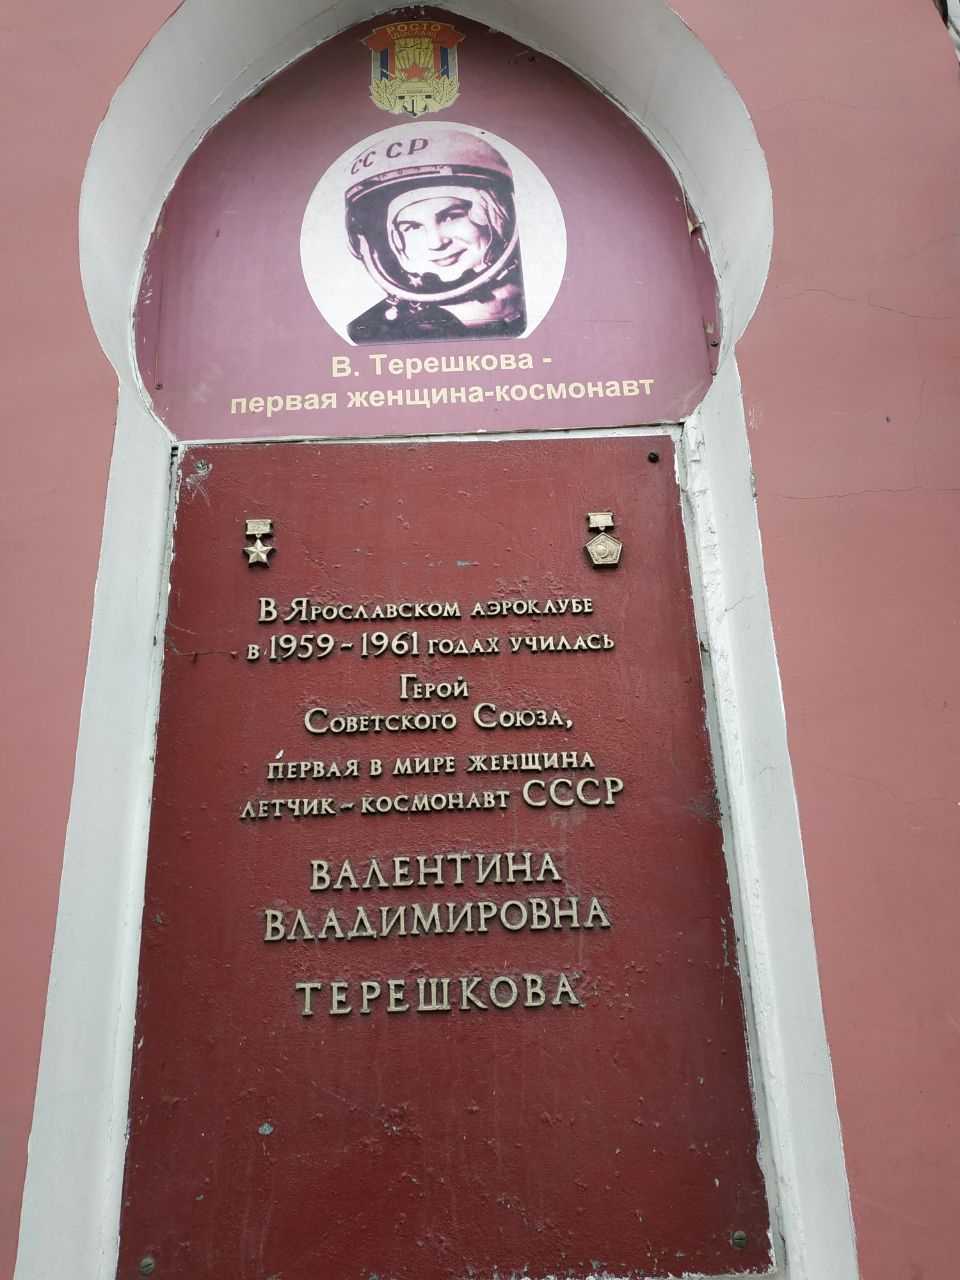 РОСТО
(ДОСААФ)
СССР
В. Терешкова -
первая женщина-космонавт
В Ярославском аэроклубе
в 1959-1961 годах училась
Герой
Советского Союза,
первая в мире женщина
летчик-космонавт СССР
ВАЛЕНТИНА
ВЛАДИМИРОВНА
ТЕРЕШКОВА